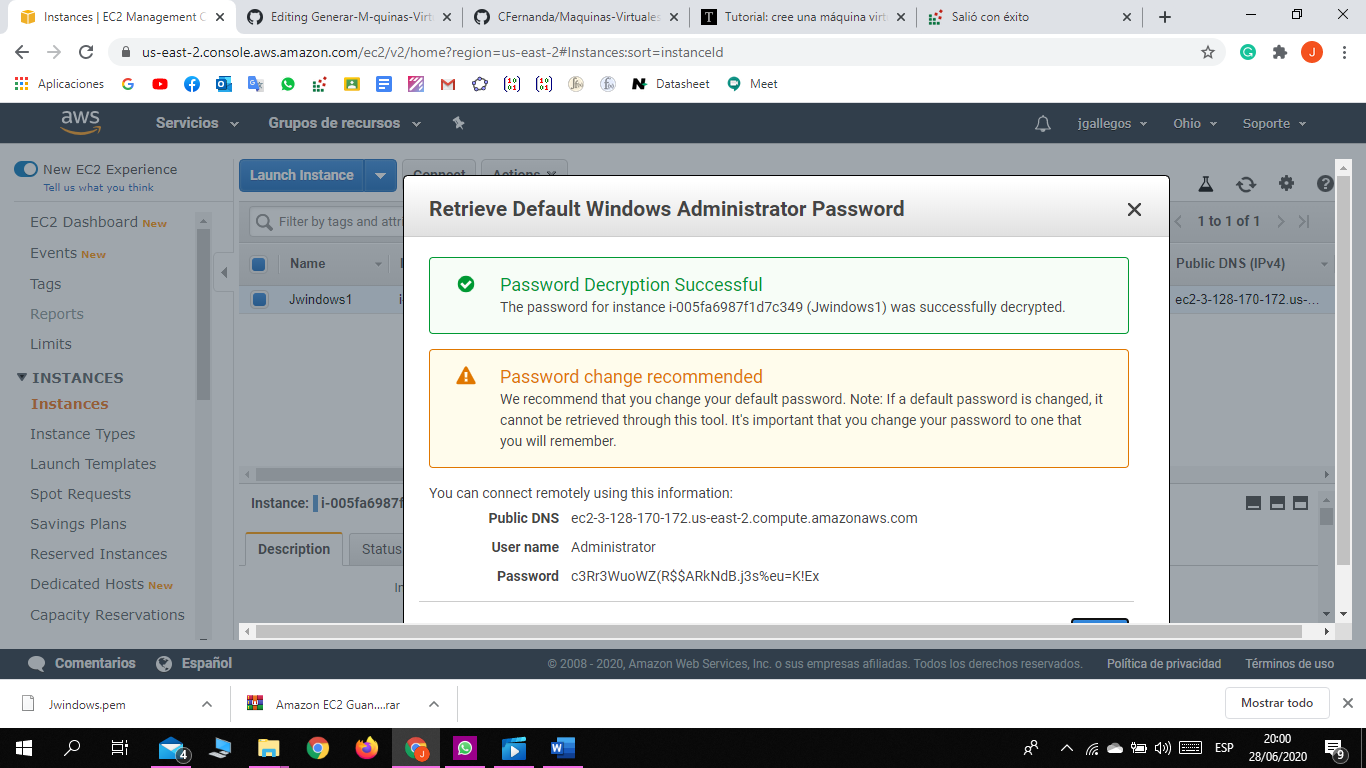 Instances | EC2 Management C
Editing Generar-M-quinas-Virtu
CFernanda/Maquinas-Virtuales
Tutorial: cree una máquina virt
Salió con éxito
us-east-2.console.aws.amazon.com/ec2/v2/home?region=us-east-2#Instances:sort=instanceId
Aplicaciones
Datasheet
Meet
aws
Servicios
Grupos de recursos
jgallegos
Ohio
Soporte
New EC2 Experience
Tell us what you think
EC2 Dashboard New
Events New
Tags
Reports
Limits
INSTANCES
Instances
Instance Types
Launch Templates
Spot Requests
Savings Plans
Reserved Instances
Dedicated Hosts New
Capacity Reservations
Launch Instance
Connect
Actions
Filter by tags and attri
1 to 1 of 1
Name
Public DNS (IPv4)
Jwindows1
ec2-3-128-170-172.us-...
Instance:
i-005fa6987f
Description
Status
Retrieve Default Windows Administrator Password
Password Decryption Successful
The password for instance i-005fa6987f1d7c349 (Jwindows1) was successfully decrypted.
Password change recommended
We recommend that you change your default password. Note: If a default password is changed, it
cannot be retrieved through this tool. It's important that you change your password to one that
you will remember.
You can connect remotely using this information:
Public DNS ec2-3-128-170-172.us-east-2.compute.amazonaws.com
User name Administrator
Password c3Rr3WuoWZ(R$$ARkNdB.j3s%eu=K!Ex
Comentarios
Español
© 2008 - 2020, Amazon Web Services, Inc. o sus empresas afiliadas. Todos los derechos reservados.
Política de privacidad
Términos de uso
Jwindows.pem
Amazon EC2 Guan....rar
Mostrar todo
4
ESP
20:00
28/06/2020
9